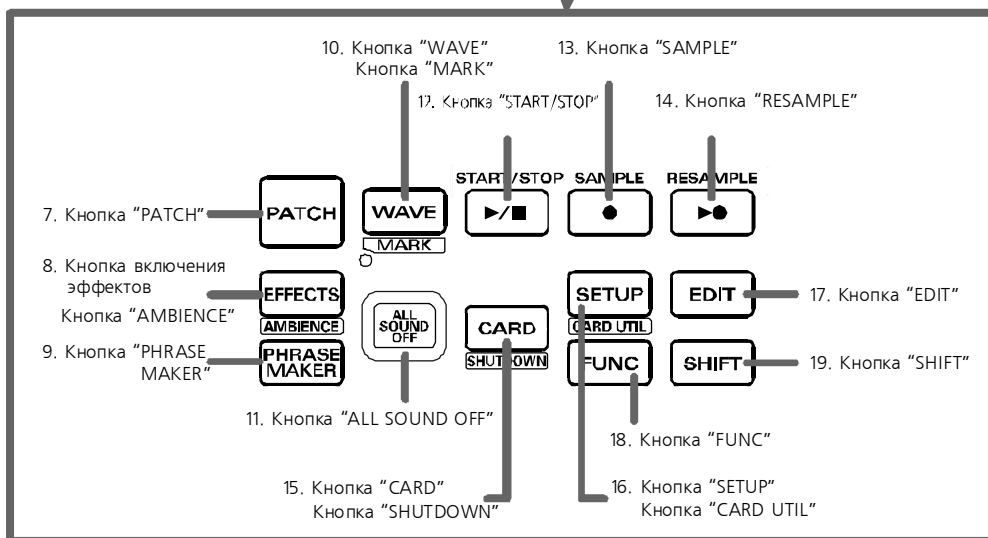 10. Кнопка “WAVE”
Кнопка “MARK”
13. Кнопка “SAMPLE”
12. Кнопка “START/STOP”
14. Кнопка “RESAMPLE”
START/STOP
SAMPLE
RESAMPLE
7. Кнопка “PATCH”
PATCH
WAVE
MARK
8. Кнопка включения
эффектов
Кнопка “AMBIENCE”
EFFECTS
AMBIENCE
ALL
SOUND
OFF
CARD
SHUTDOWN
SETUP
CARD UTIL
EDIT
17. Кнопка “EDIT”
9. Кнопка “PHRASE
MAKER”
PHRASE
MAKER
FUNC
SHIFT
19. Кнопка “SHIFT”
11. Кнопка “ALL SOUND OFF”
18. Кнопка “FUNC”
15. Кнопка “CARD”
Кнопка “SHUTDOWN”
16. Кнопка “SETUP”
Кнопка “CARD UTIL”